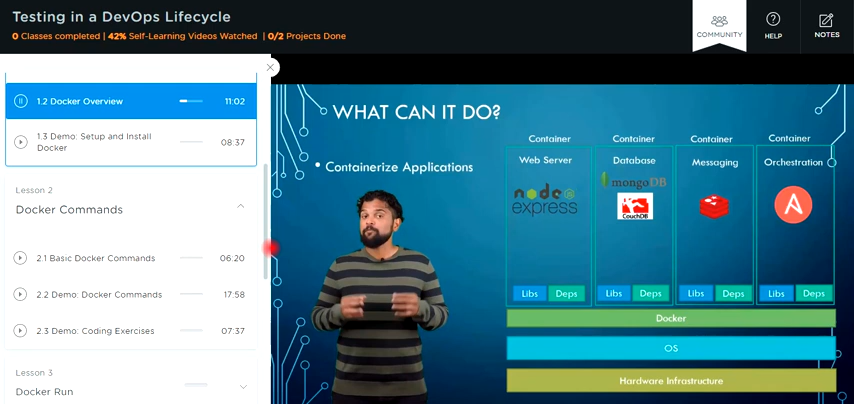 Testing in a DevOps Lifecycle
0 Classes completed | 42% Self-Learning Videos Watched | 0/2 Projects Done
COMMUNITY
HELP
NOTES
1.2 Docker Overview
11:02
1.3 Demo: Setup and Install
Docker
08:37
Lesson 2
Docker Commands
2.1 Basic Docker Commands
06:20
2.2 Demo: Docker Commands
17:58
2.3 Demo: Coding Exercises
07:37
Lesson 3
Docker Run
WHAT CAN IT DO?
• Containerize Applications
Container Container Container Container
Web Server Database Messaging Orchestration
node
express
mongoDB
CouchDB
A
Libs Deps Libs Deps Libs Deps Libs Deps
Docker
OS
Hardware Infrastructure